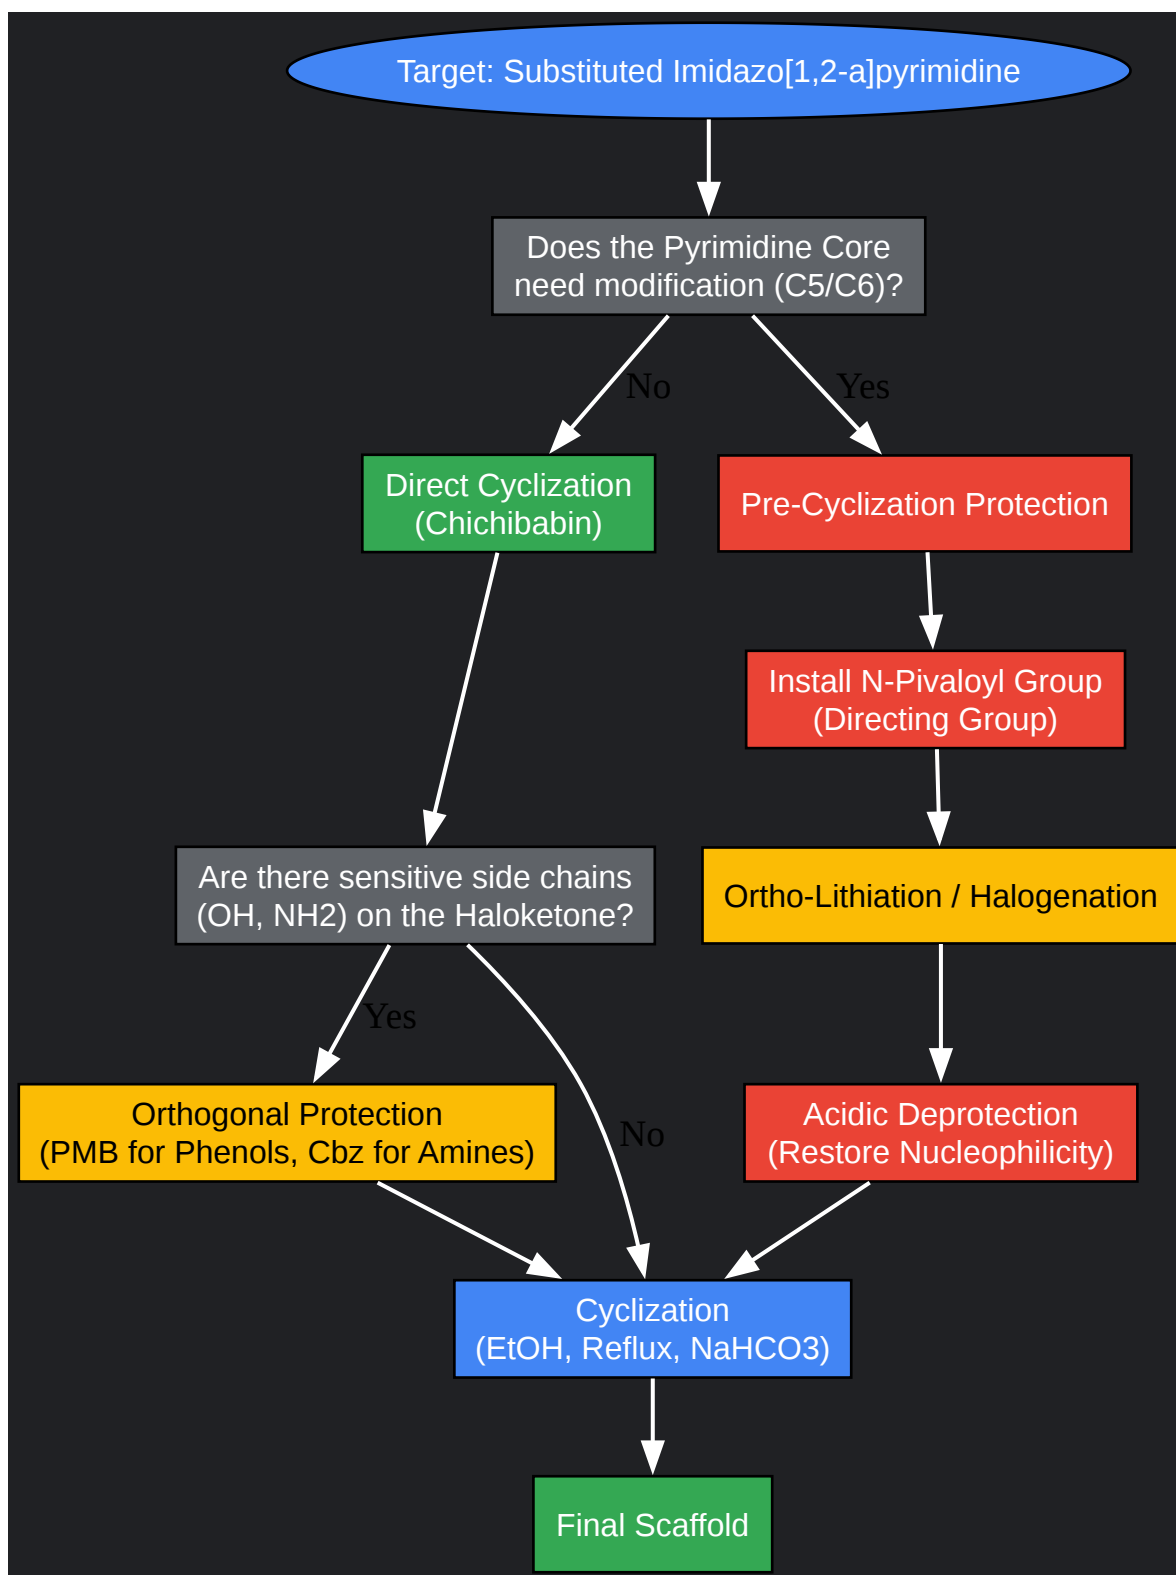 Target: Substituted Imidazo[1,2-a]pyrimidine
Does the Pyrimidine Core
need modification (C5/C6)?
No
Yes
Direct Cyclization
(Chichibabin)
Pre-Cyclization Protection
Install N-Pivaloyl Group
(Directing Group)
Are there sensitive side chains
(OH, NH2) on the Haloketone?
Ortho-Lithiation / Halogenation
Yes
No
Orthogonal Protection
(PMB for Phenols, Cbz for Amines)
Acidic Deprotection
(Restore Nucleophilicity)
Cyclization
(EtOH, Reflux, NaHCO3)
Final Scaffold